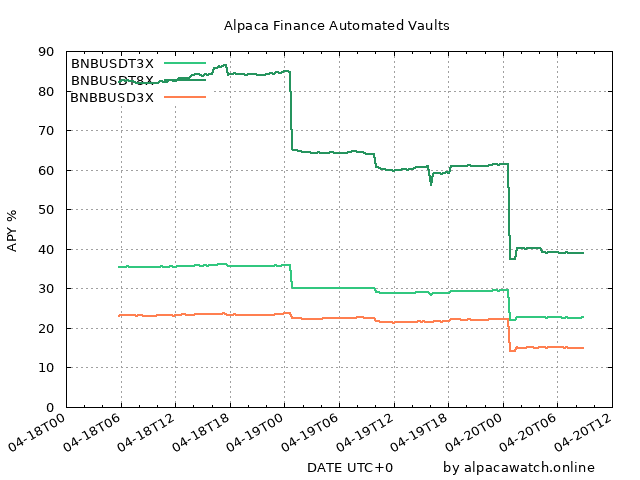 Alpaca Finance Automated Vaults
90
80
70
60
50
40
30
20
10
0
APY %
BNBUSDT3X
BNBBUSD3X
04-18T00
04-18T06
04-18T12
04-18T18
04-19T00
04-19T06
04-19T12
04-19T18
04-20T00
04-20T06
04-20T12
DATE UTC+0
by alpacawatch.online